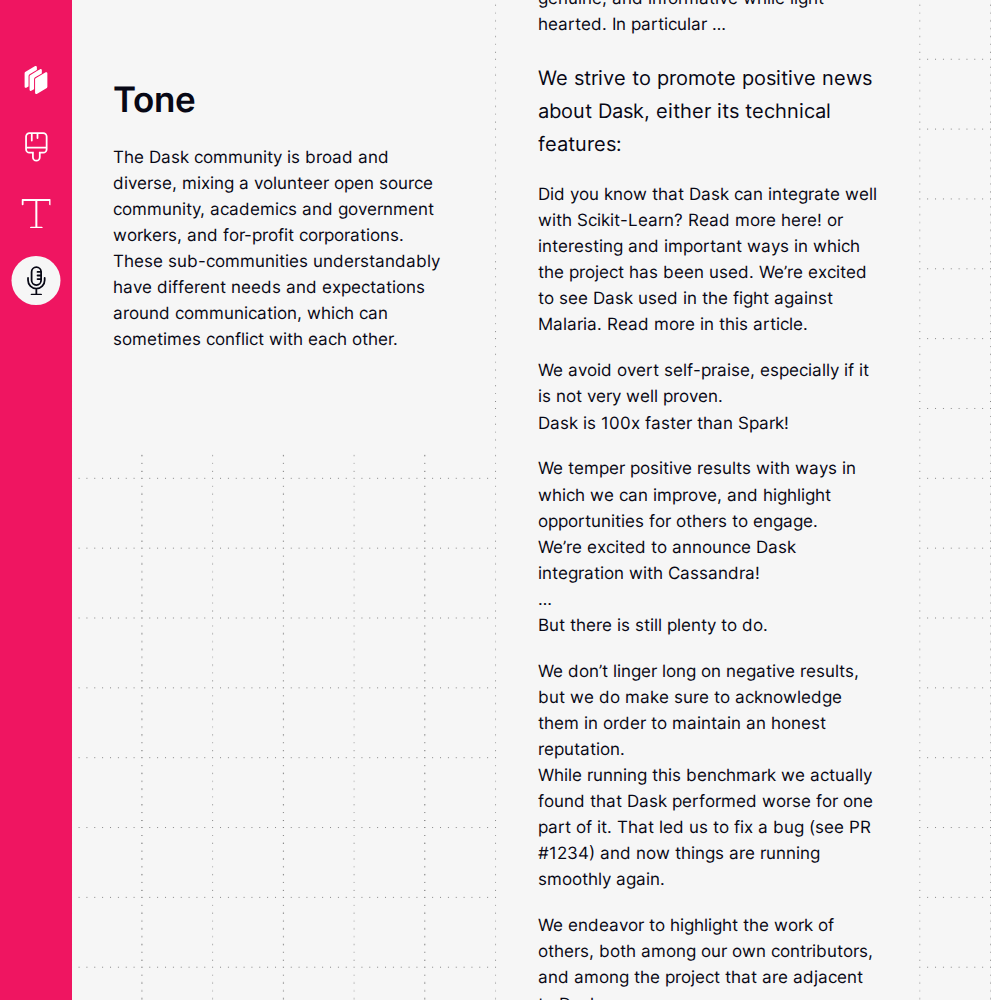 Tone
The Dask community is broad and
diverse, mixing a volunteer open source
community, academics and government
workers, and for-profit corporations.
These sub-communities understandably
have different needs and expectations
around communication, which can
sometimes conflict with each other.
genuine, and informative while light
hearted. In particular ...
We strive to promote positive news
about Dask, either its technical
features:
Did you know that Dask can integrate well
with Scikit-Learn? Read more here! or
interesting and important ways in which
the project has been used. We’re excited
to see Dask used in the fight against
Malaria. Read more in this article.
We avoid overt self-praise, especially if it
is not very well proven.
Dask is 100x faster than Spark!
We temper positive results with ways in
which we can improve, and highlight
opportunities for others to engage.
We’re excited to announce Dask
integration with Cassandra!
...
But there is still plenty to do.
We don’t linger long on negative results,
but we do make sure to acknowledge
them in order to maintain an honest
reputation.
While running this benchmark we actually
found that Dask performed worse for one
part of it. That led us to fix a bug (see PR
#1234) and now things are running
smoothly again.
We endeavor to highlight the work of
others, both among our own contributors,
and among the project that are adjacent